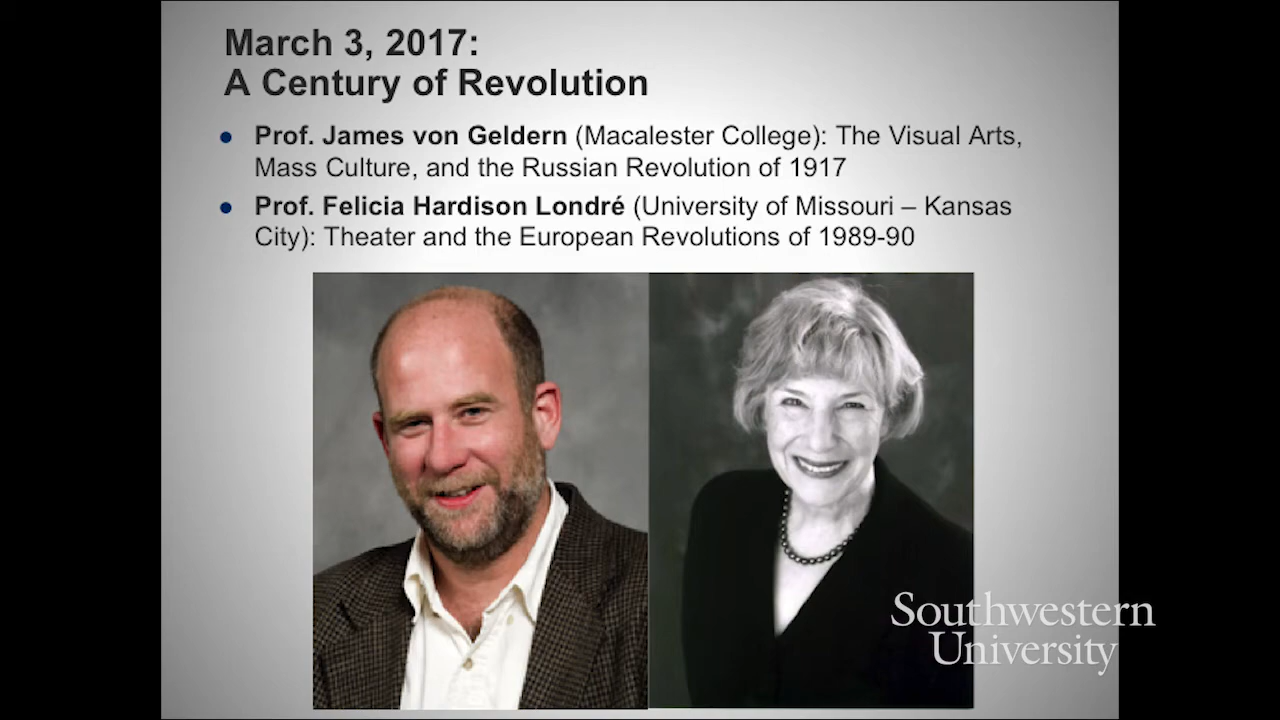 March 3, 2017:
A Century of Revolution
● Prof. James von Geldern (Macalester College): The Visual Arts,
Mass Culture, and the Russian Revolution of 1917
● Prof. Felicia Hardison Londré (University of Missouri – Kansas
City): Theater and the European Revolutions of 1989-90
Southwestern
University